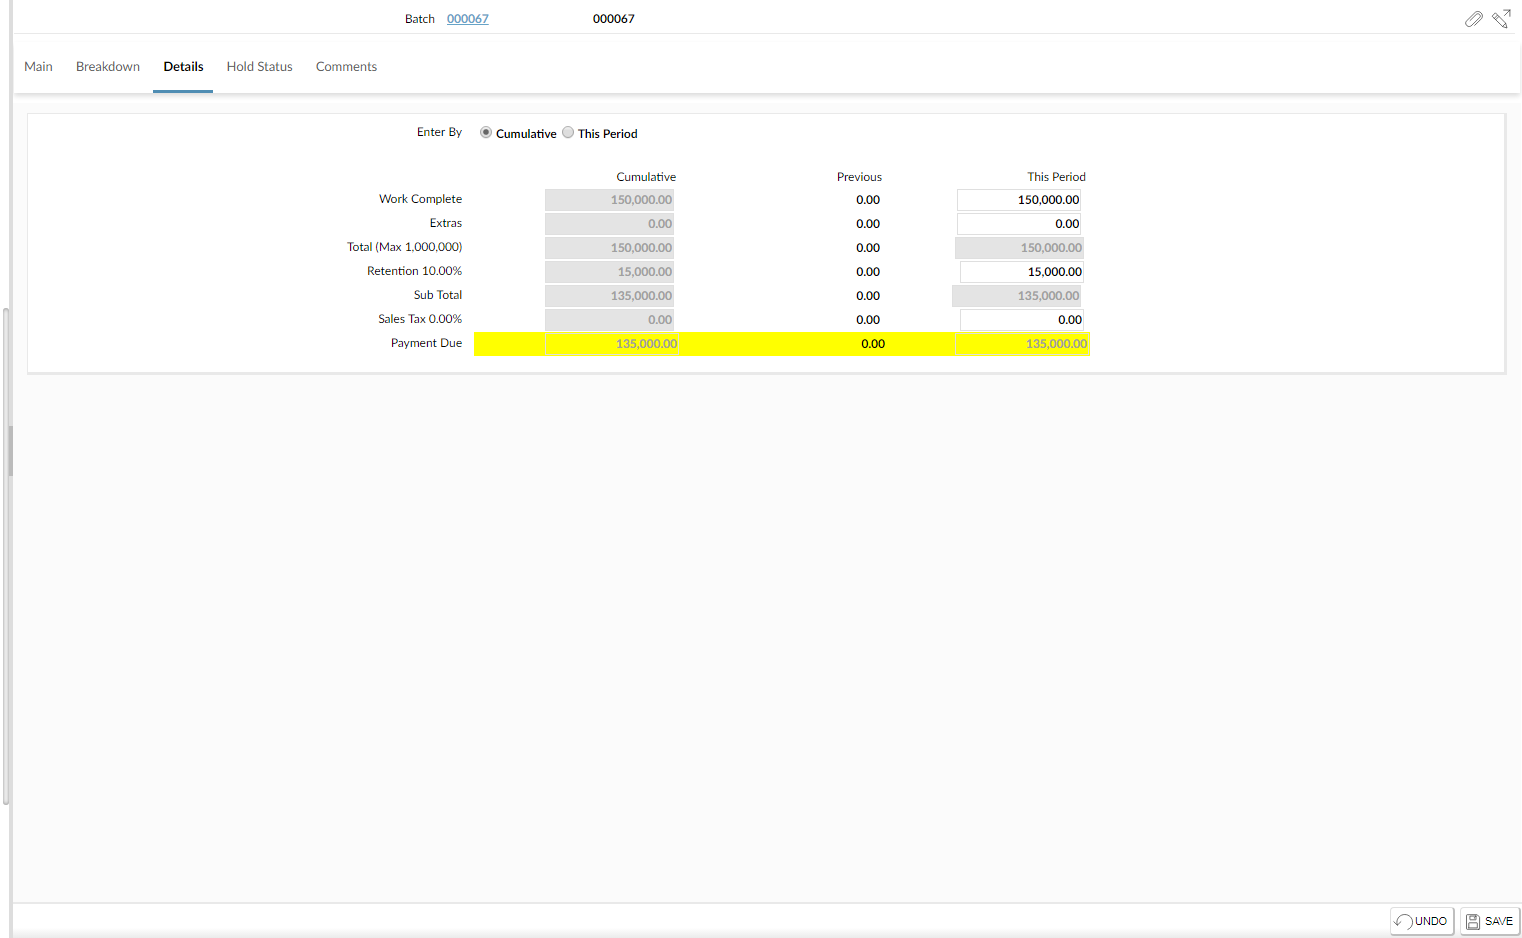 Batch 000067 000067
Main Breakdown Details Hold Status Comments
Enter By Cumulative This Period
Cumulative Previous This Period
Work Complete 150,000.00 0.00 150,000.00
Extras 0.00 0.00 0.00
Total (Max 1,000,000) 150,000.00 0.00 150,000.00
Retention 10.00% 15,000.00 0.00 15,000.00
Sub Total 135,000.00 0.00 135,000.00
Sales Tax 0.00% 0.00 0.00 0.00
Payment Due 135,000.00 0.00 135,000.00
UNDO SAVE